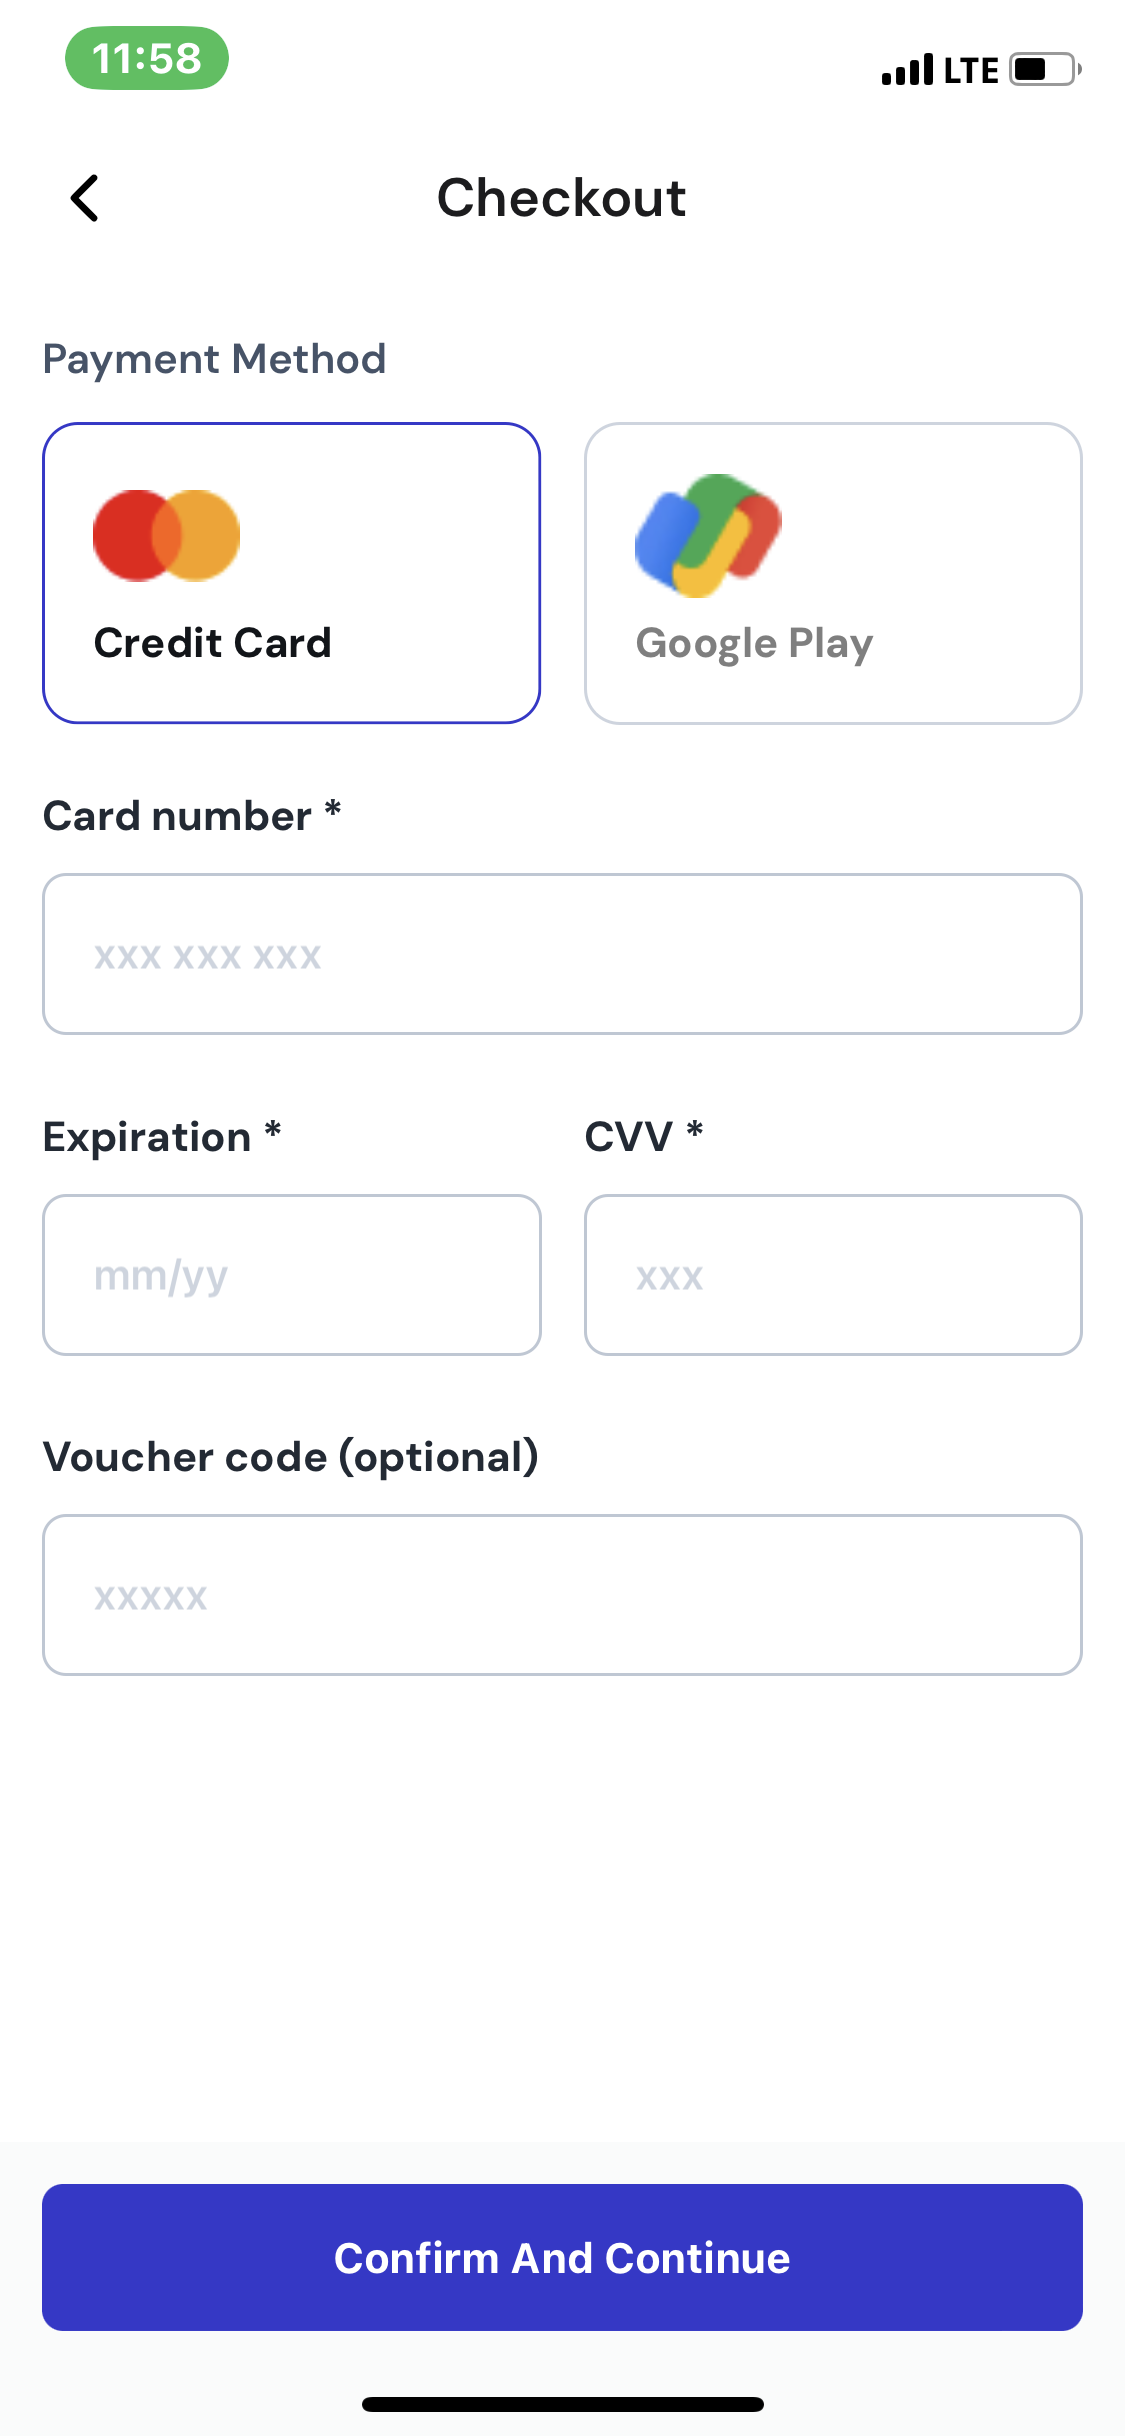 11:58
LTE
Checkout
Payment Method
Credit Card
Google Play
Card number *
xxx xxx xxx
Expiration *
CVV *
mm/yy
xxx
Voucher code (optional)
xxxxx
Confirm And Continue